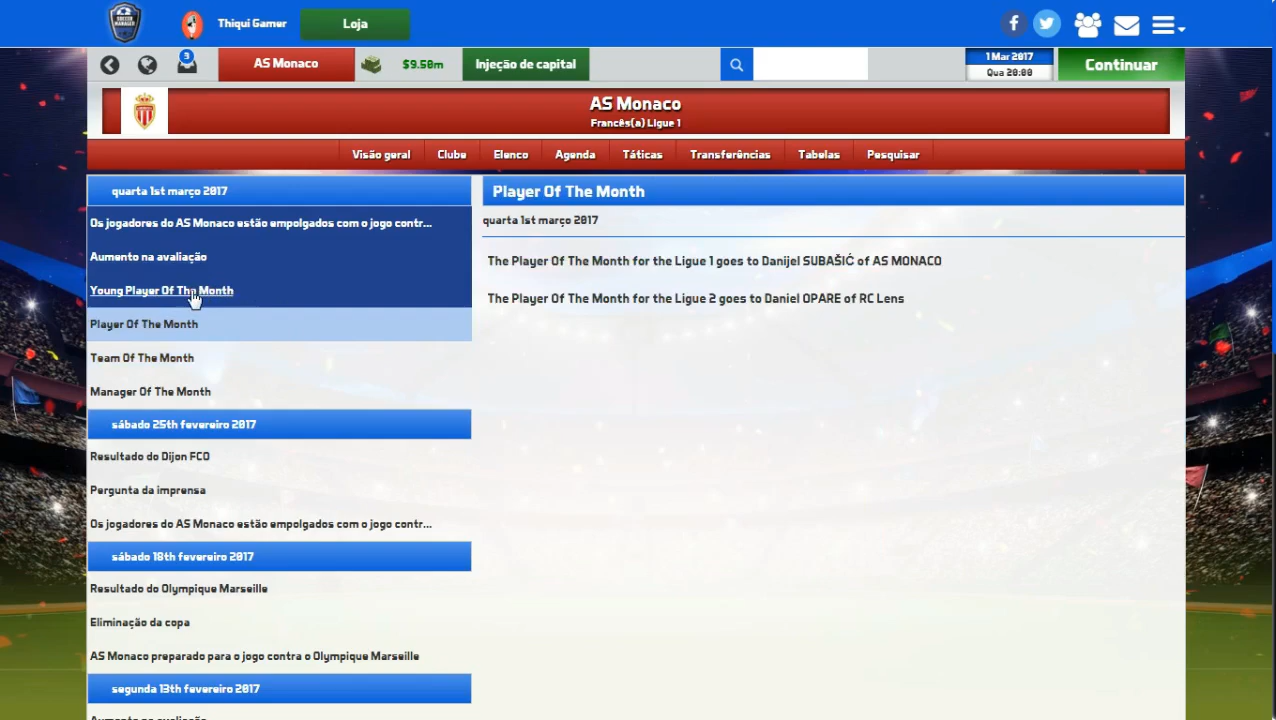 SOCCER MANAGER
Thiqui Gamer
Loja
3
AS Monaco
$9.50m
Injeção de capital
1 Mar 2017
Qua 20:00
Continuar
AS Monaco
Francês(a) Ligue 1
Visão geral
Clube
Elenco
Agenda
Táticas
Transferências
Tabelas
Pesquisar
quarta 1st março 2017
Os jogadores do AS Monaco estão empolgados com o jogo contr...
Aumento na avaliação
Young Player Of The Month
Player Of The Month
Team Of The Month
Manager Of The Month
sábado 25th fevereiro 2017
Resultado do Dijon FCO
Pergunta da imprensa
Os jogadores do AS Monaco estão empolgados com o jogo contr...
sábado 18th fevereiro 2017
Resultado do Olympique Marseille
Eliminação da copa
AS Monaco preparado para o jogo contra o Olympique Marseille
segunda 13th fevereiro 2017
Aumento na avaliação
Player Of The Month
quarta 1st março 2017
The Player Of The Month for the Ligue 1 goes to Danijel SUBAŠIĆ of AS MONACO
The Player Of The Month for the Ligue 2 goes to Daniel OPARE of RC Lens